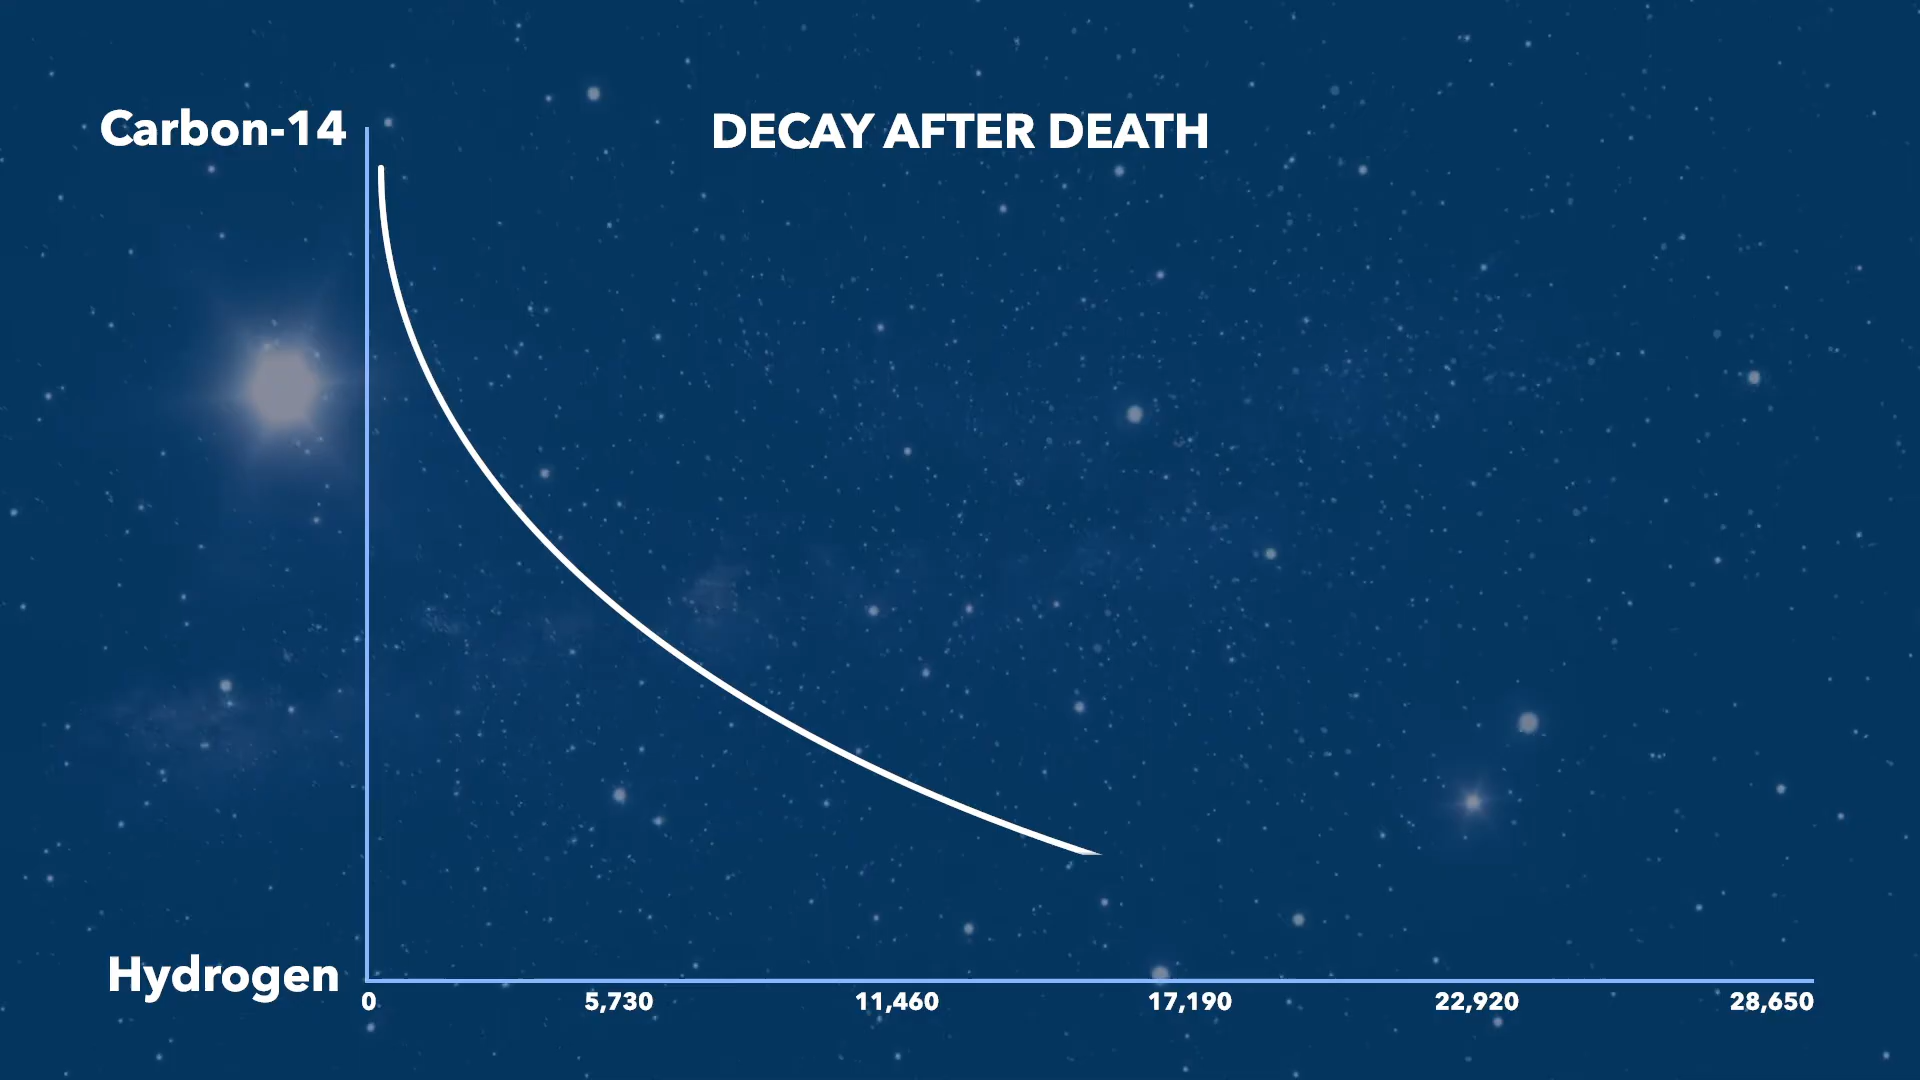 Carbon-14
DECAY AFTER DEATH
Hydrogen
0
5,730
11,460
17,190
22,920
28,650